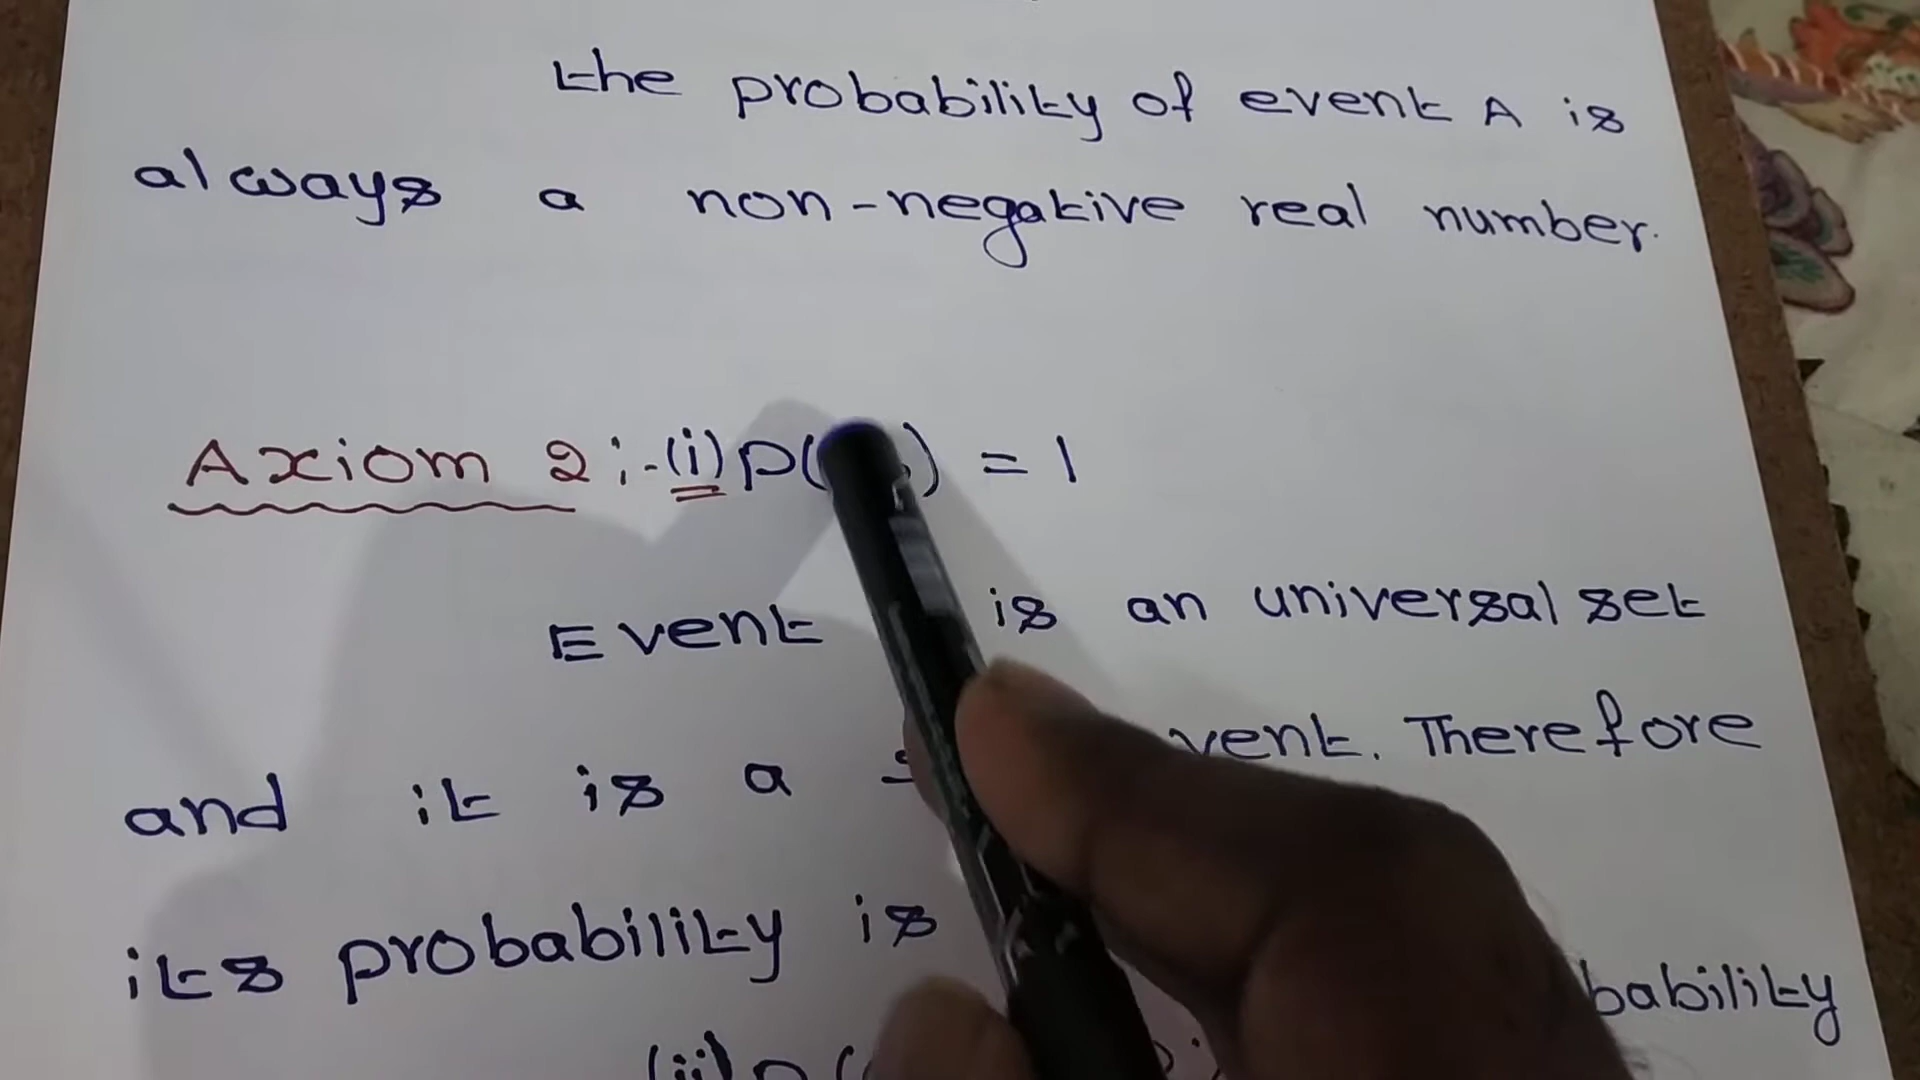 the probability of event A is
always a non-negative real number.
Axiom 2 :- (i) P( ) = 1
Event is an universal set
and it is a vent. Therefore
its probability is bability
(ii) P(